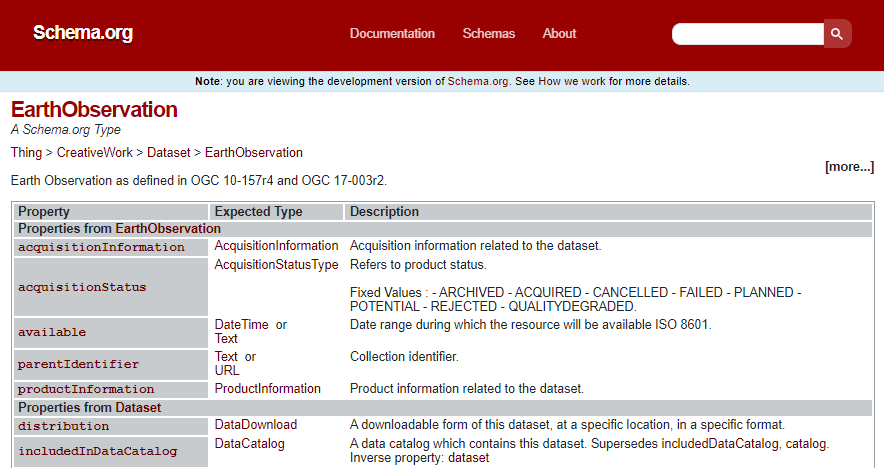 Schema.org
Documentation Schemas About
Note: you are viewing the development version of Schema.org. See How we work for more details.
EarthObservation
A Schema.org Type
Thing > CreativeWork > Dataset > EarthObservation
[more...]
Earth Observation as defined in OGC 10-157r4 and OGC 17-003r2.
Property Expected Type Description
Properties from EarthObservation
acquisitionInformation AcquisitionInformation Acquisition information related to the dataset.
acquisitionStatus AcquisitionStatusType Refers to product status.
Fixed Values : - ARCHIVED - ACQUIRED - CANCELLED - FAILED - PLANNED -
POTENTIAL - REJECTED - QUALITYDEGRADED.
available DateTime or Date range during which the resource will be available ISO 8601.
Text
parentIdentifier Text or Collection identifier.
URL
productInformation ProductInformation Product information related to the dataset.
Properties from Dataset
distribution DataDownload A downloadable form of this dataset, at a specific location, in a specific format.
includedInDataCatalog DataCatalog A data catalog which contains this dataset. Supersedes includedDataCatalog, catalog.
Inverse property: dataset